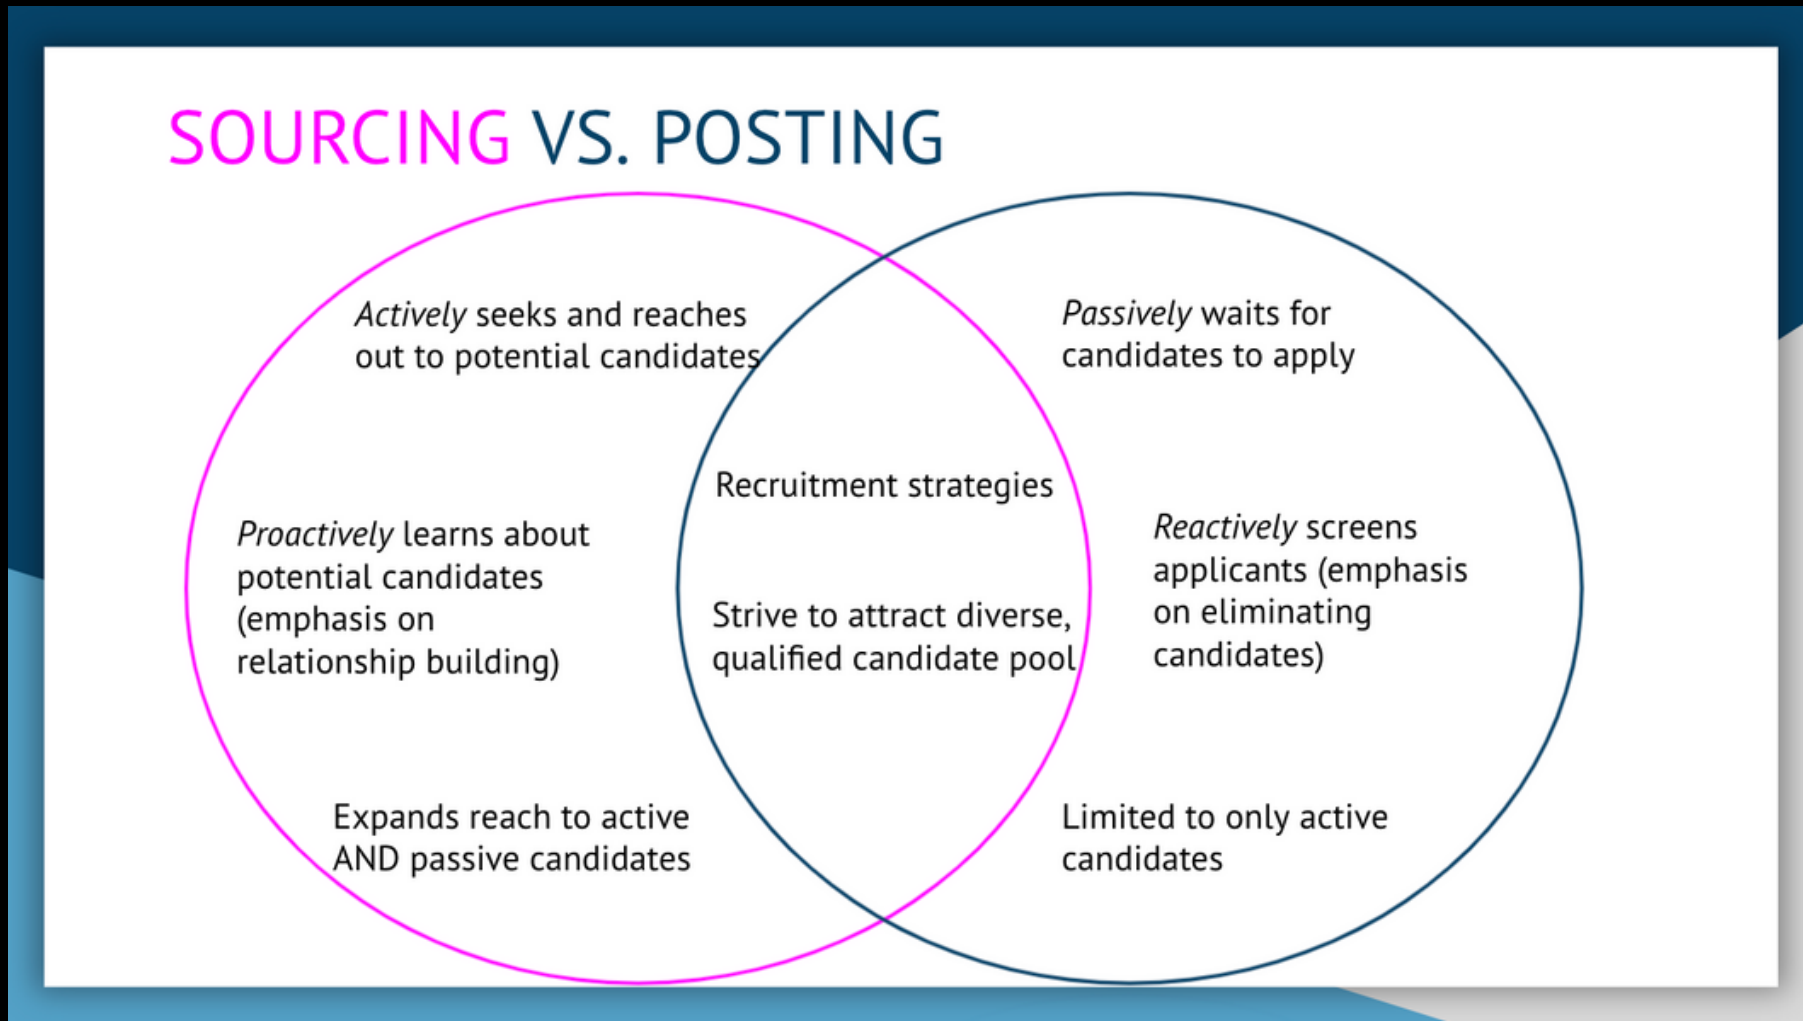 SOURCING VS. POSTING
Actively seeks and reaches
out to potential candidates
Proactively learns about
potential candidates
(emphasis on
relationship building)
Expands reach to active
AND passive candidates
Recruitment strategies
Strive to attract diverse,
qualified candidate pool
Passively waits for
candidates to apply
Reactively screens
applicants (emphasis
on eliminating
candidates)
Limited to only active
candidates